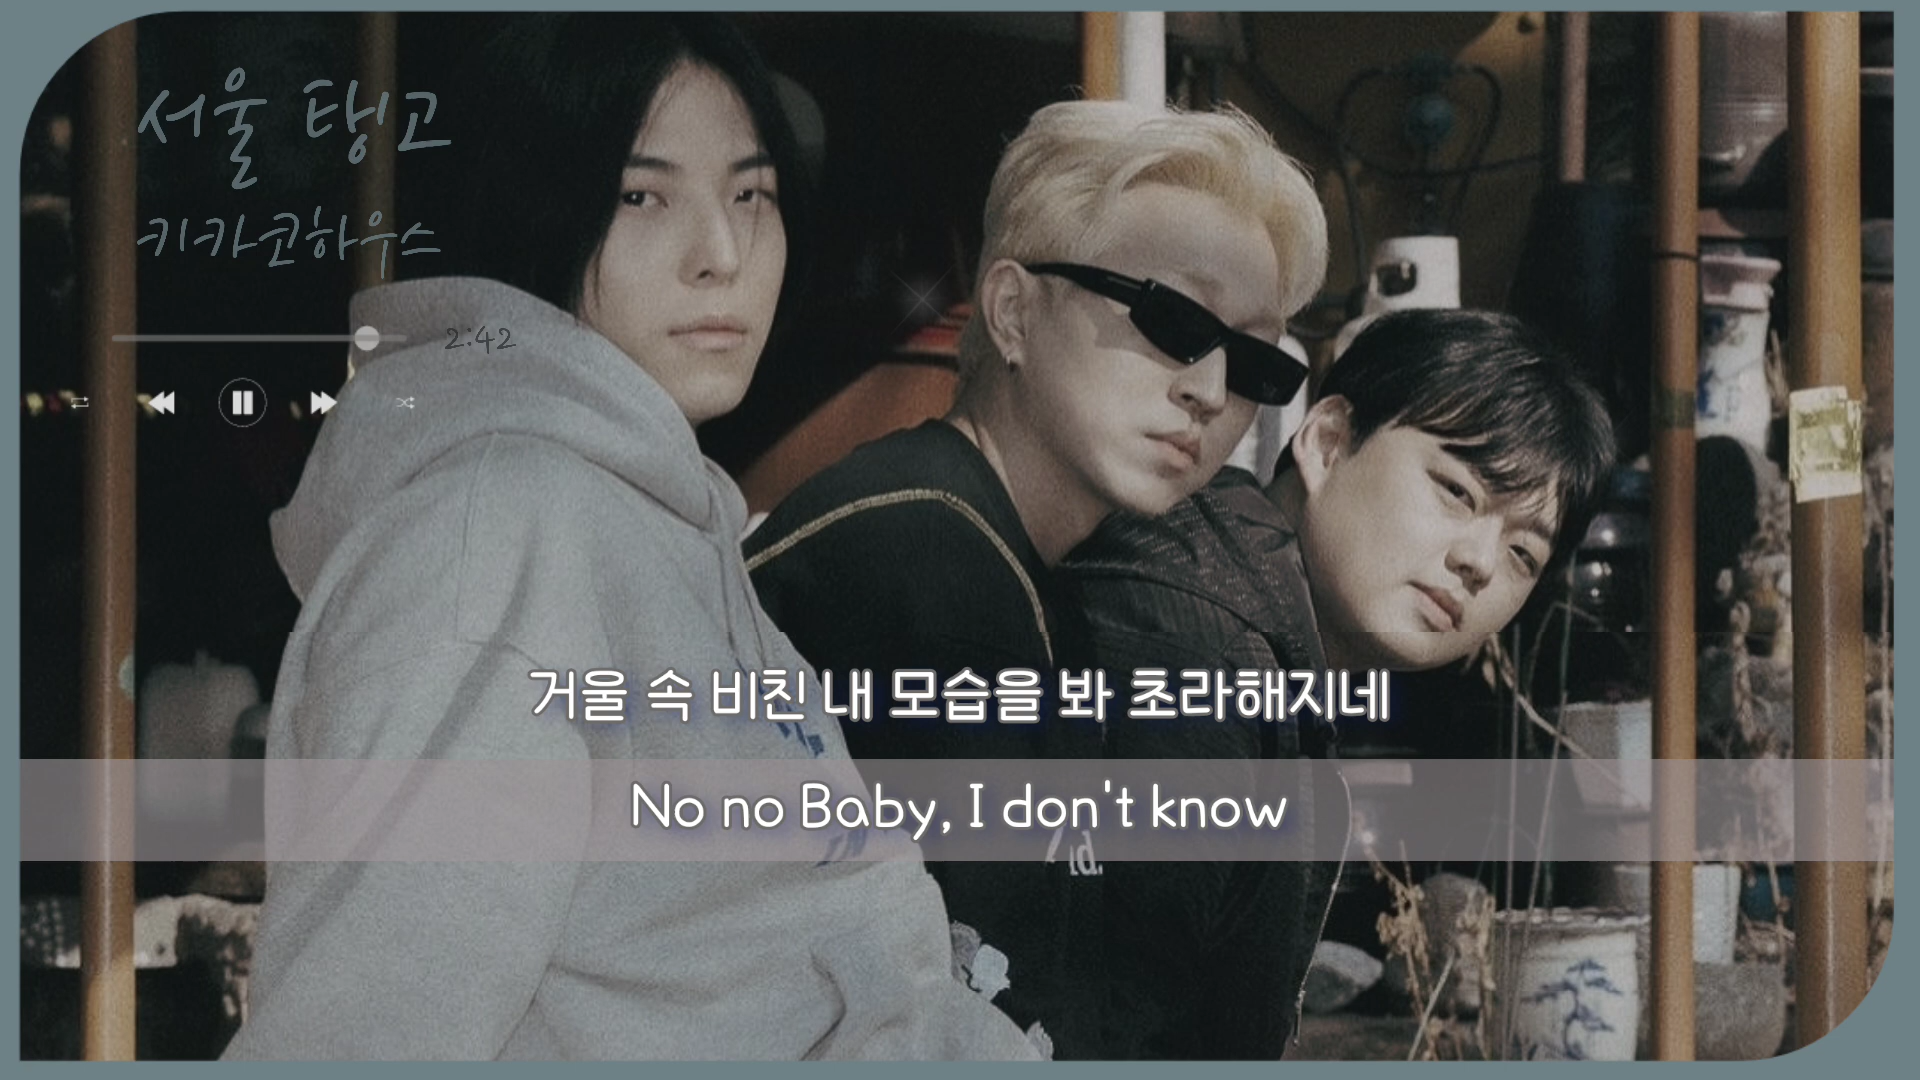 서울 탱고
키카코하우스
2:42
거울 속 비친 내 모습을 봐 초라해지네
No no Baby, I don't know
d.